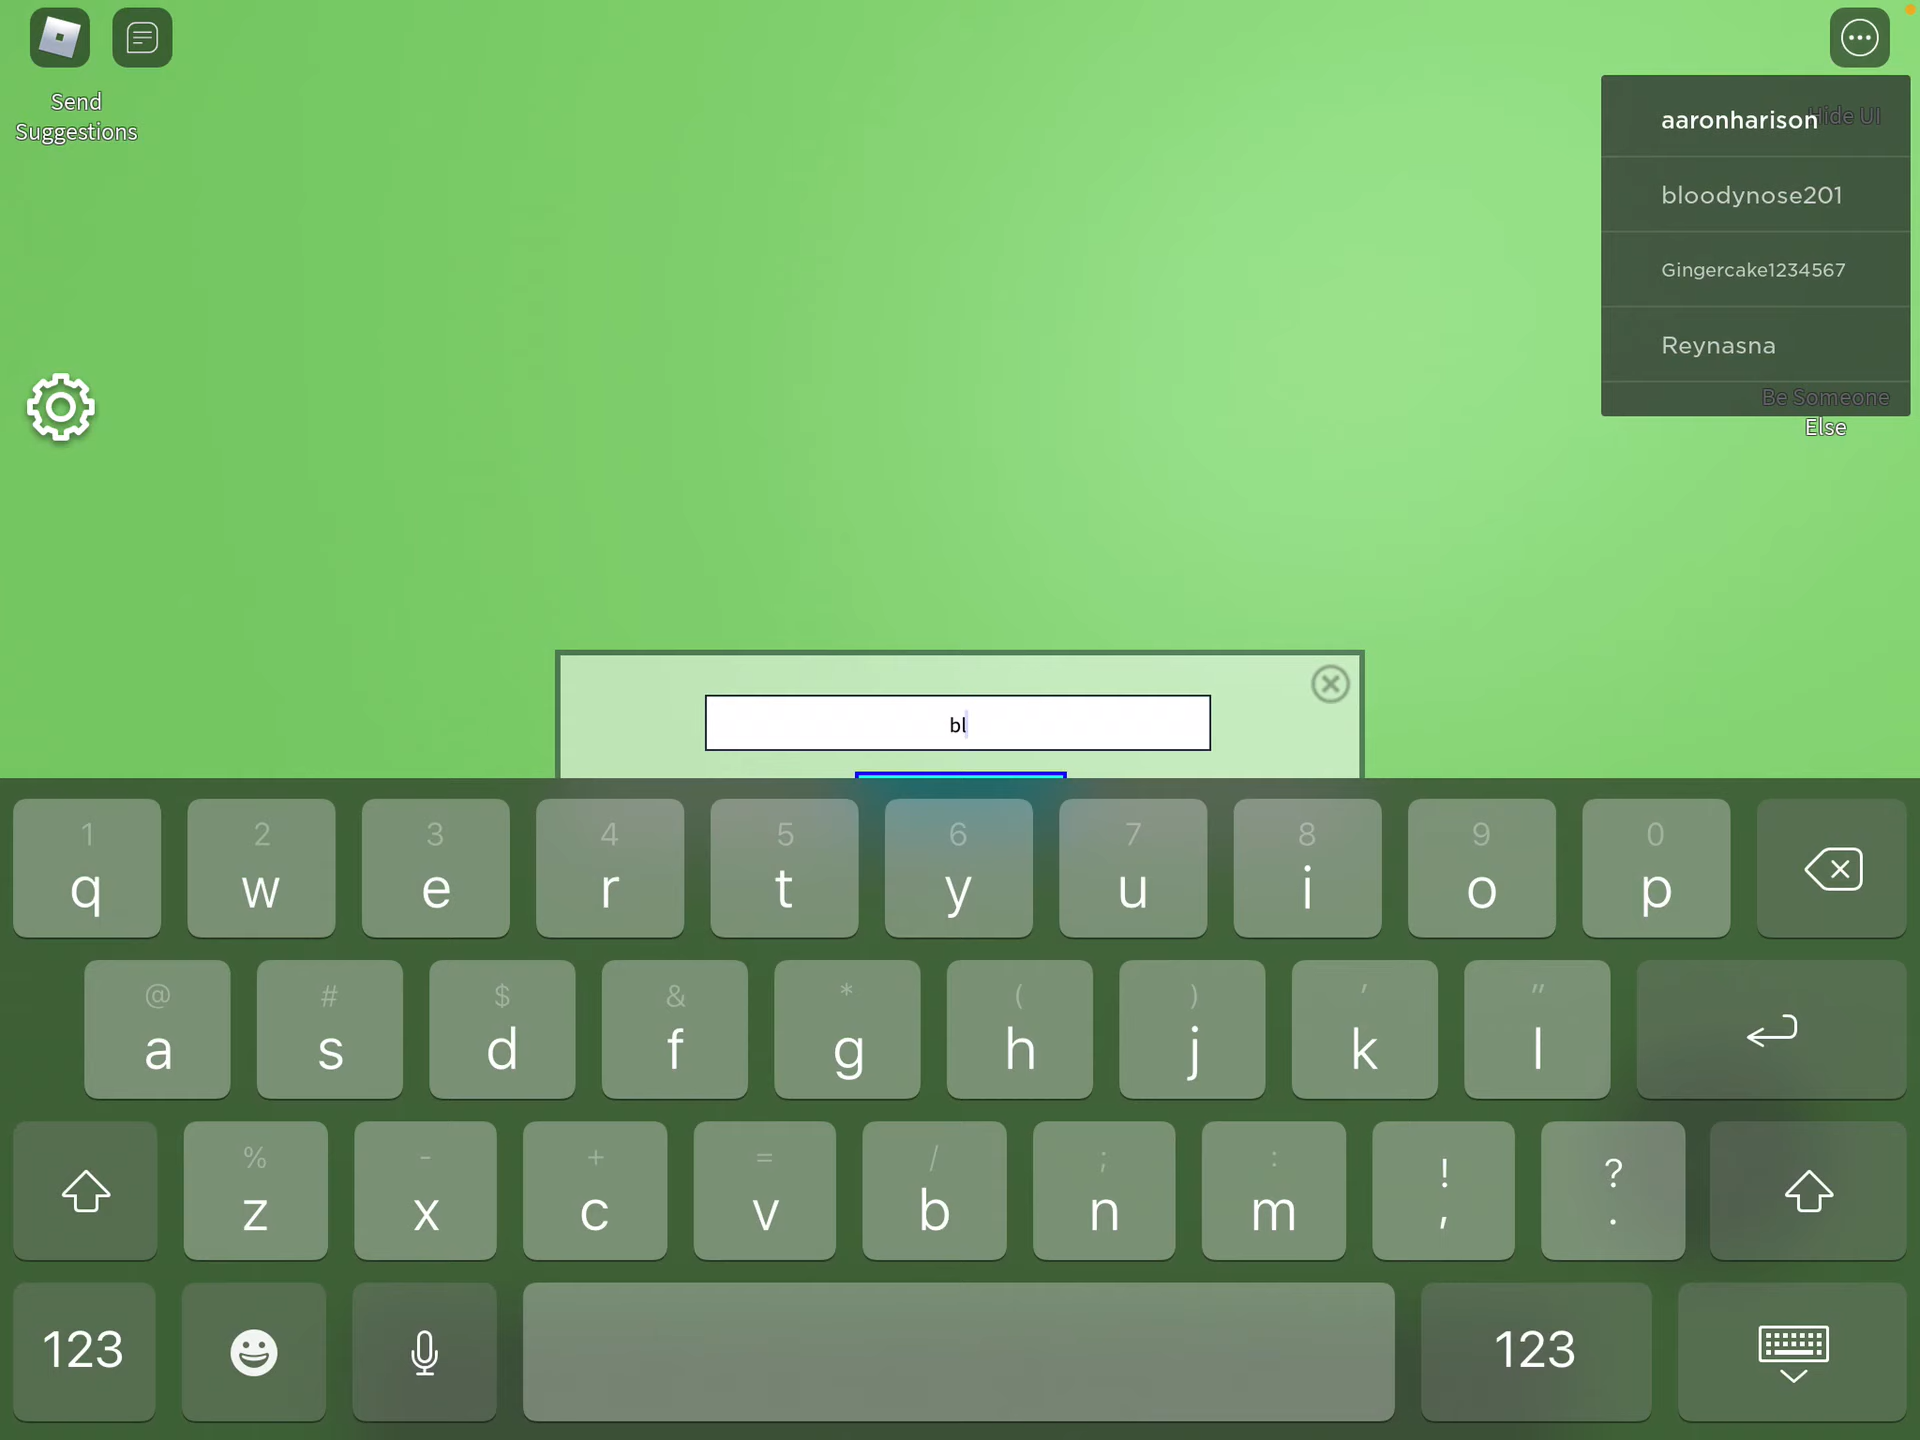 Send
Suggestions
Hide UI
aaronharison
bloodynose201
Gingercake1234567
Reynasna
Be Someone
Else
bl
1 2 3 4 5 6 7 8 9 0
q w e r t y u i o p
@ # $ & * ( ) ' "
a s d f g h j k l
% - + = / ; : ! ?
z x c v b n m , .
123 123